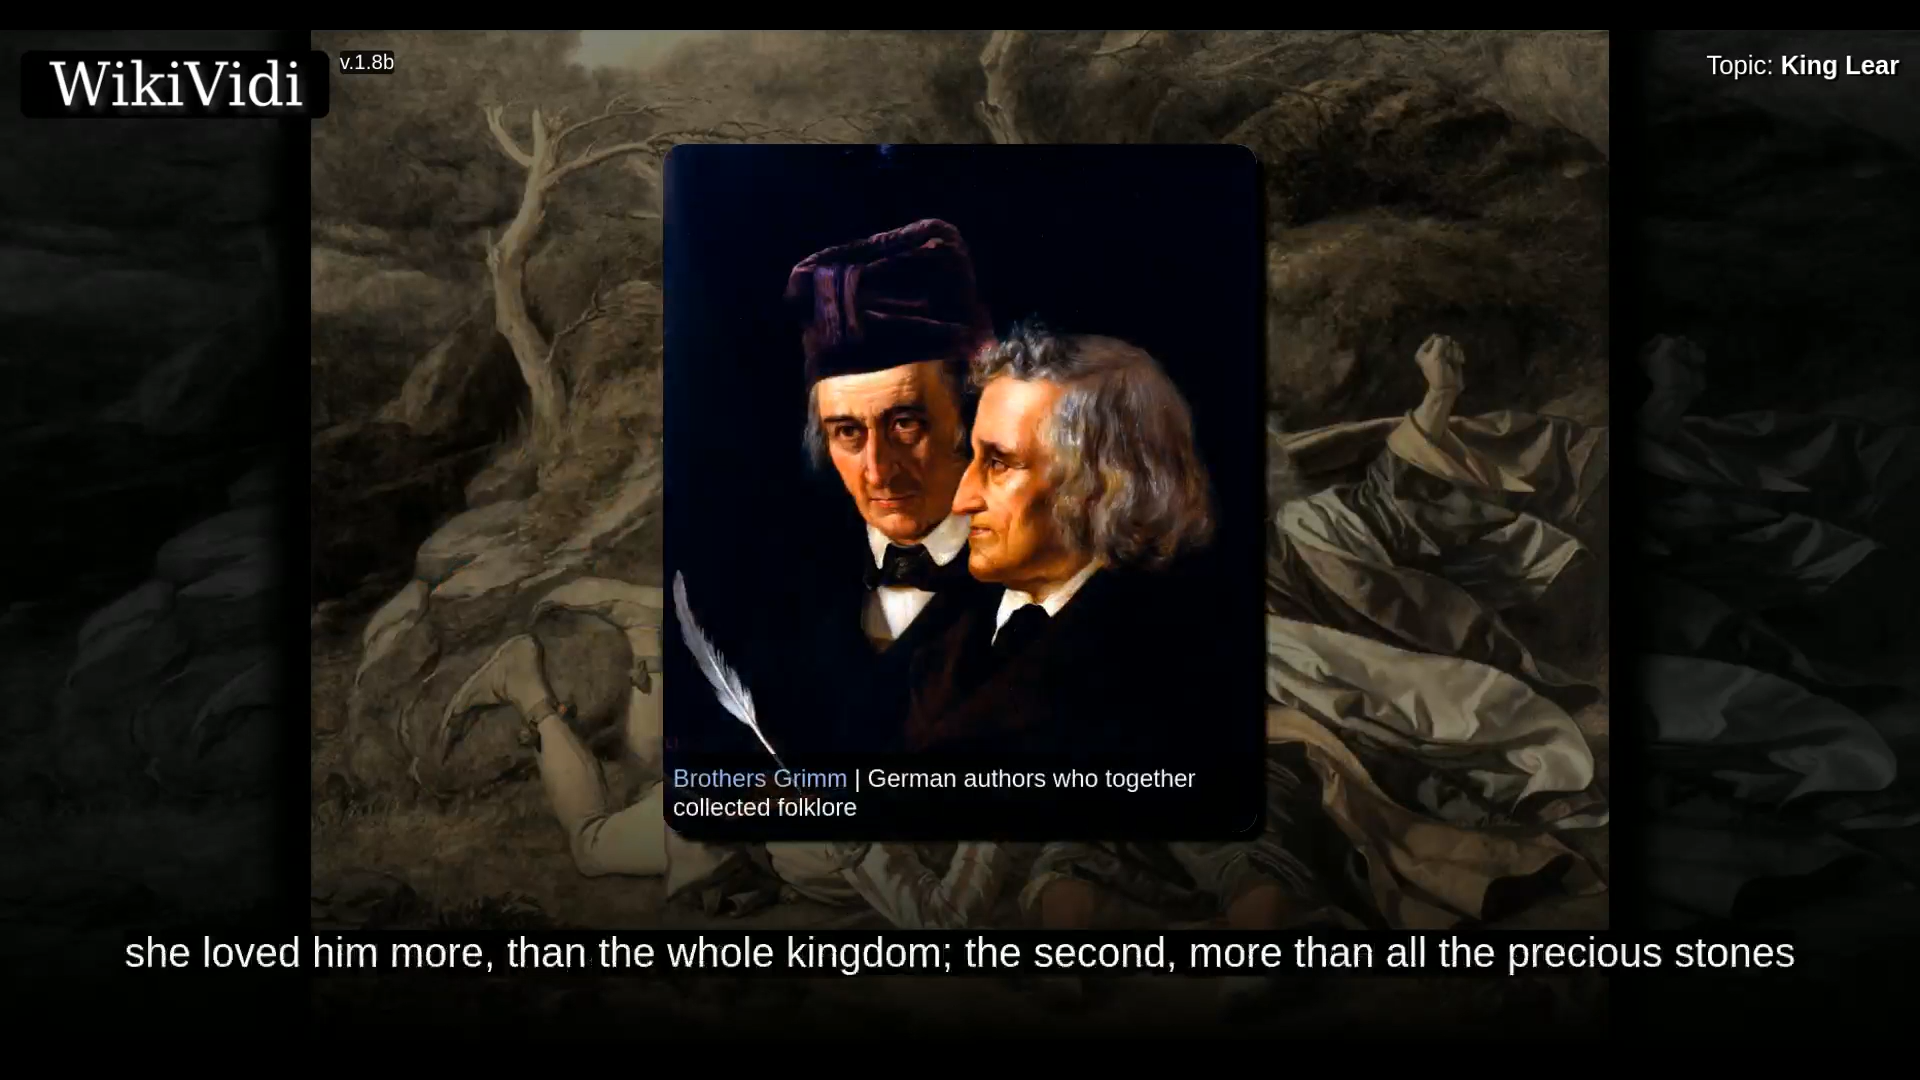 WikiVidi
v.1.8b
Topic: King Lear
Brothers Grimm | German authors who together
collected folklore
she loved him more, than the whole kingdom; the second, more than all the precious stones